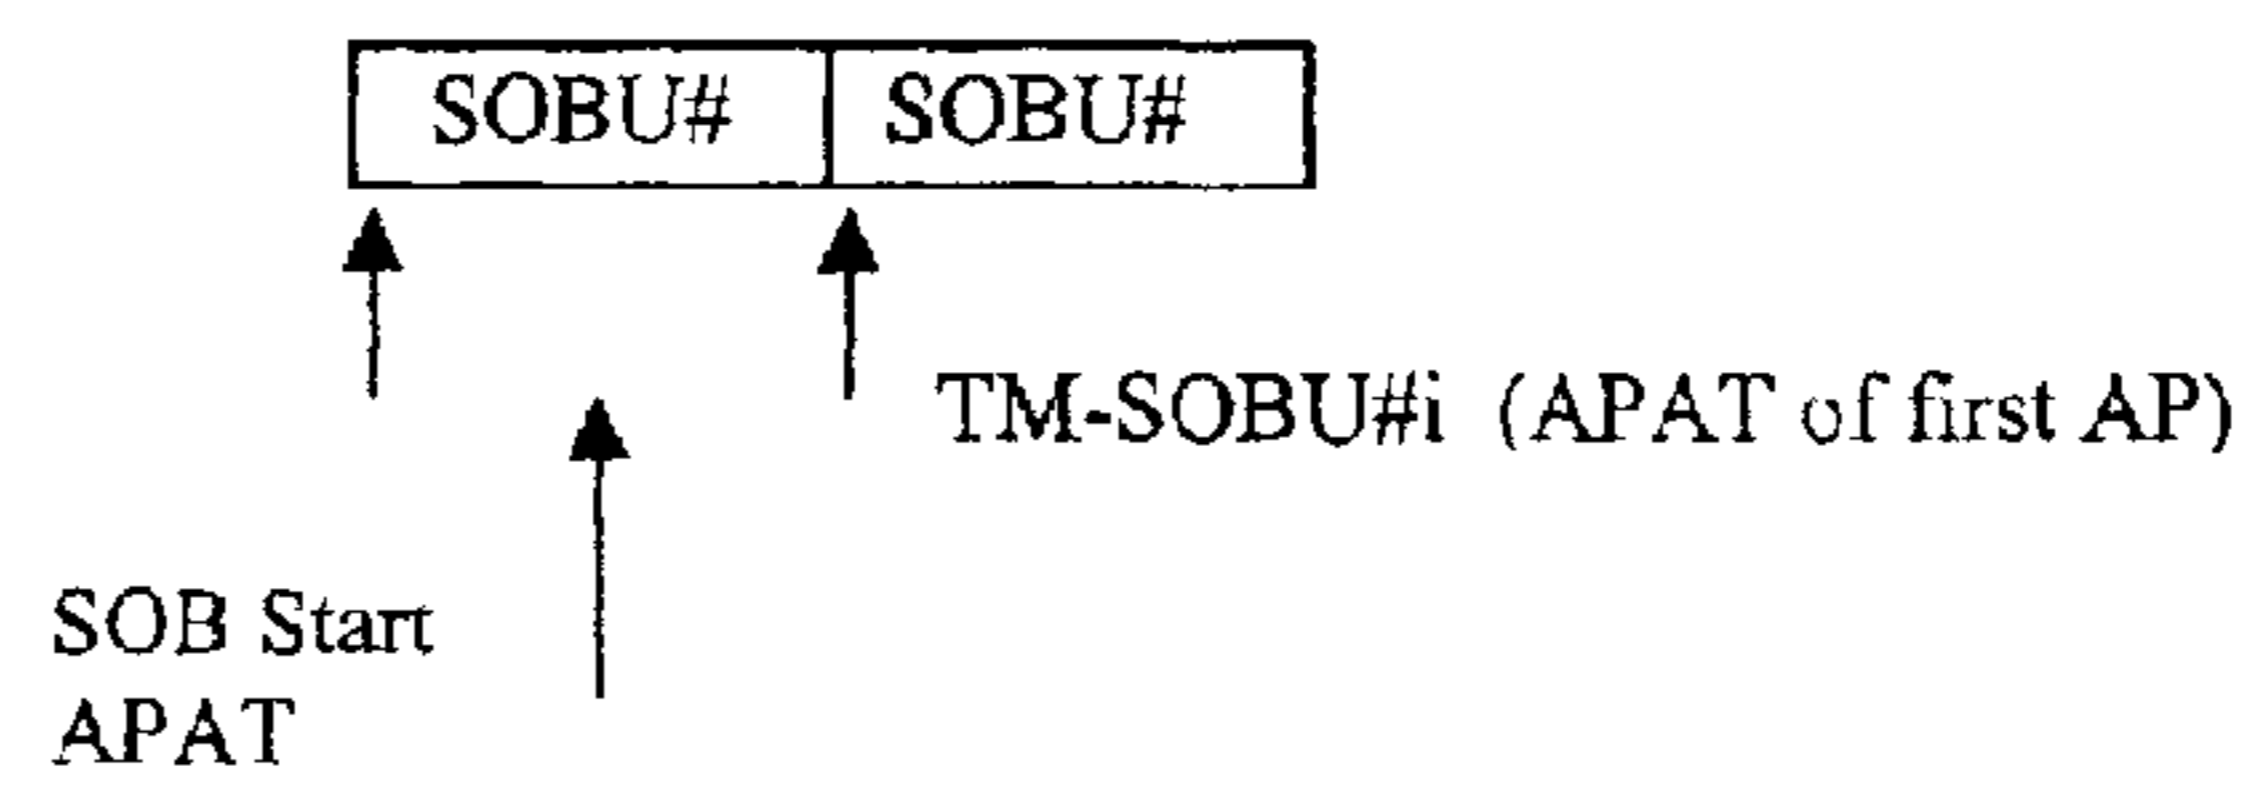 SOBU# SOBU#
TM-SOBU#i (APAT of first AP)
SOB Start
APAT